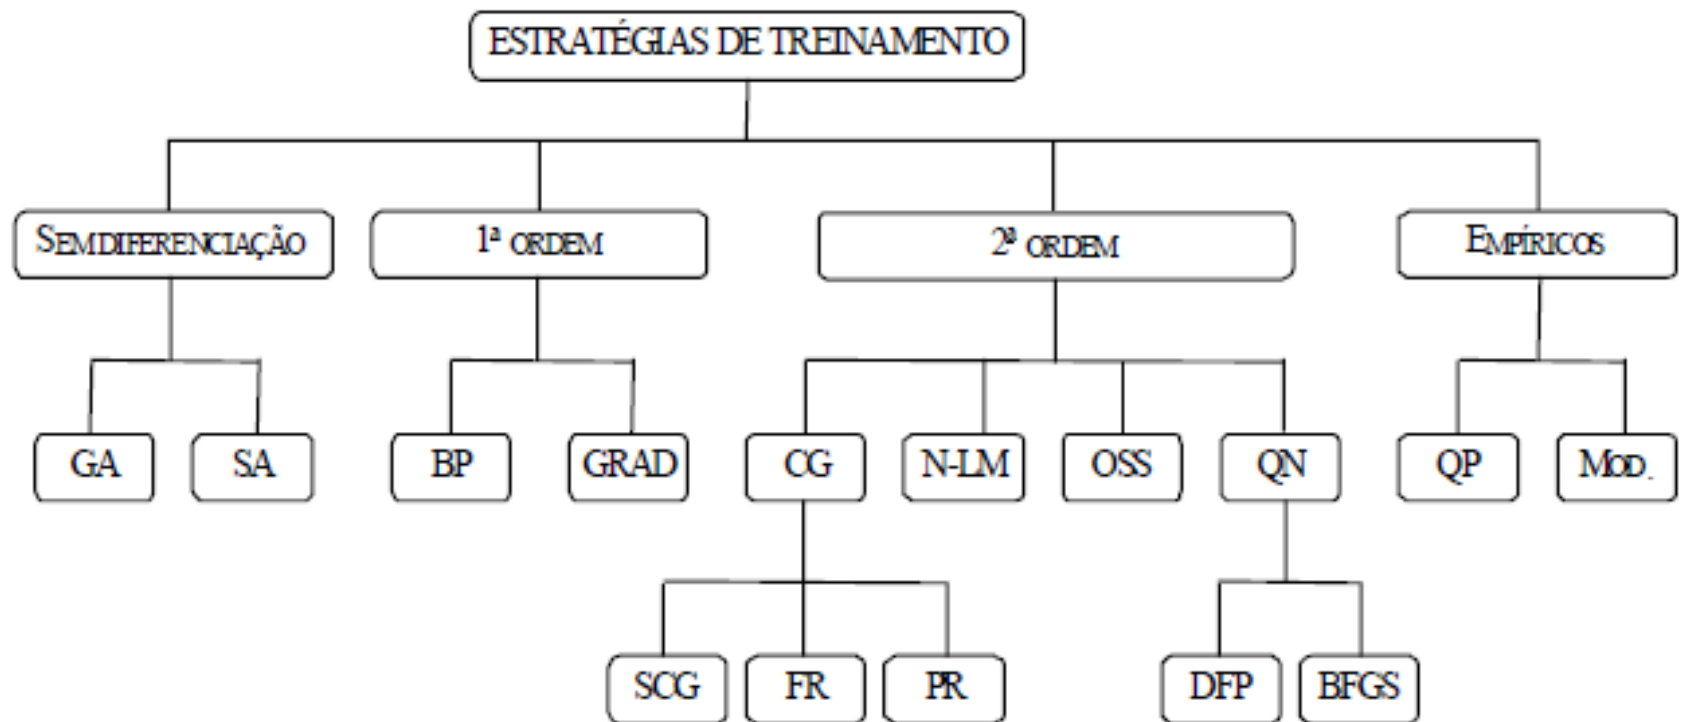 ESTRATÉGIAS DE TREINAMENTO
SEM DIFERENCIAÇÃO
1ª ORDEM
2ª ORDEM
EMPÍRICOS
GA
SA
BP
GRAD
CG
N-LM
OSS
QN
QP
MOD.
SCG
FR
PR
DFP
BFGS